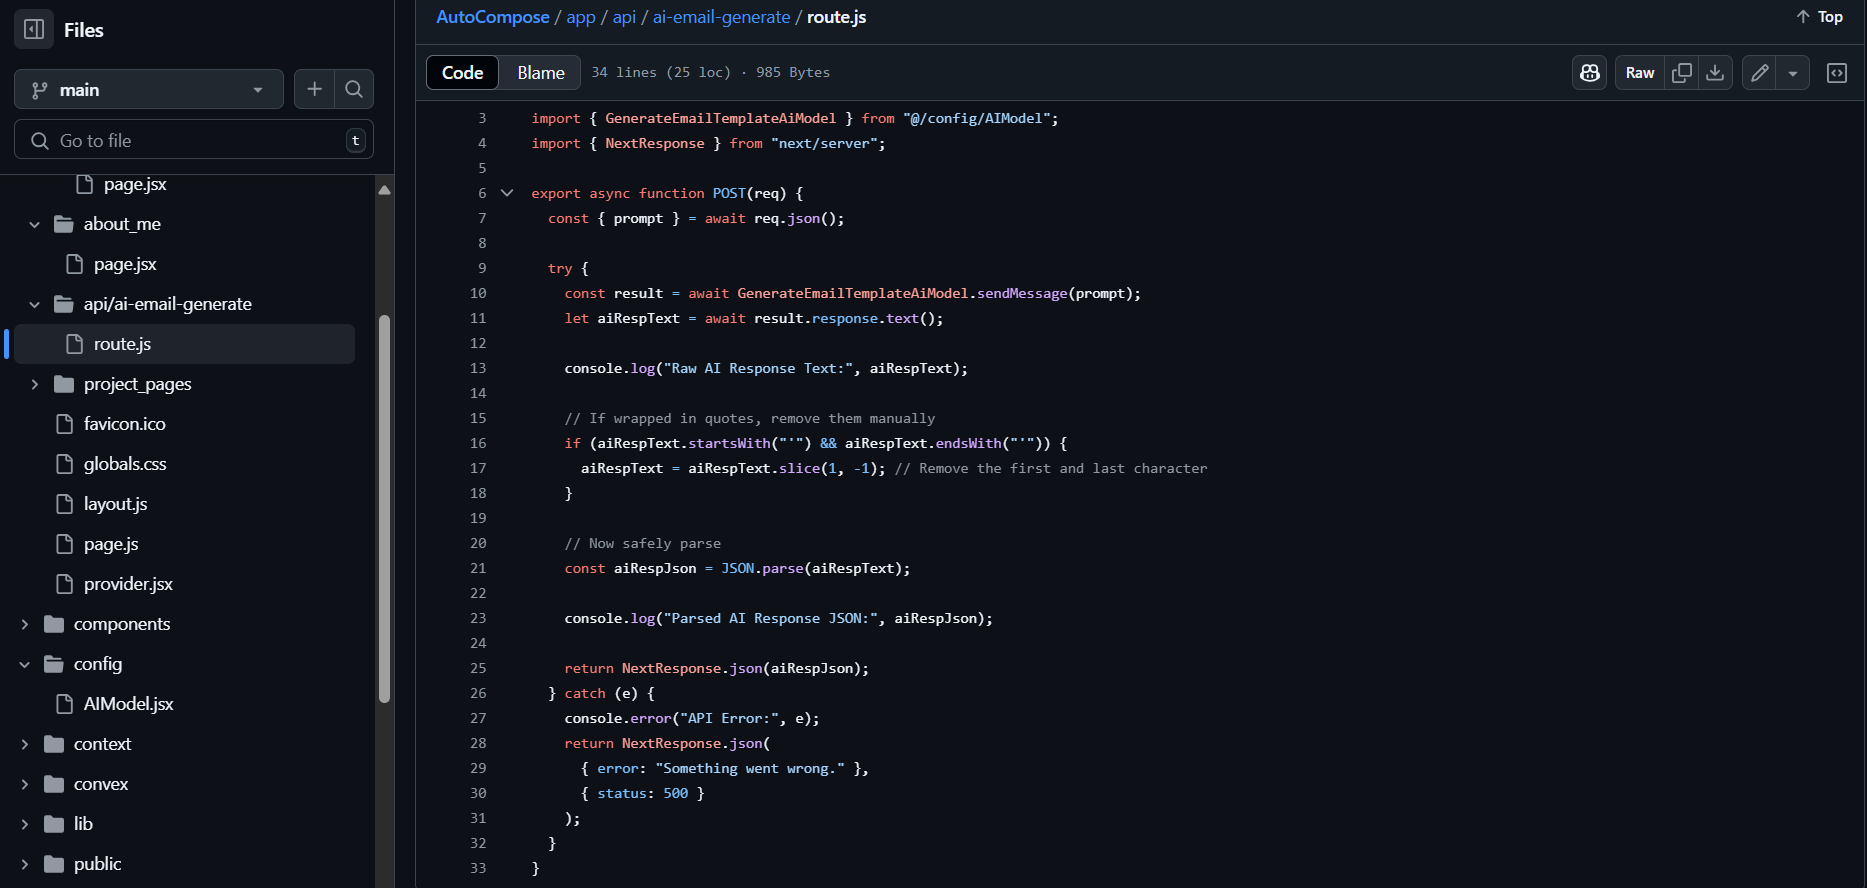 Files
main
Go to file
t
page.jsx
about_me
page.jsx
api/ai-email-generate
route.js
project_pages
favicon.ico
globals.css
layout.js
page.js
provider.jsx
components
config
AIModel.jsx
context
convex
lib
public
AutoCompose / app / api / ai-email-generate / route.js
Top
Code Blame 34 lines (25 loc) · 985 Bytes
Raw
3 import { GenerateEmailTemplateAiModel } from "@/config/AIModel";
4 import { NextResponse } from "next/server";
5
6 export async function POST(req) {
7 const { prompt } = await req.json();
8
9 try {
10 const result = await GenerateEmailTemplateAiModel.sendMessage(prompt);
11 let aiRespText = await result.response.text();
12
13 console.log("Raw AI Response Text:", aiRespText);
14
15 // If wrapped in quotes, remove them manually
16 if (aiRespText.startsWith("'") && aiRespText.endsWith("'")) {
17 aiRespText = aiRespText.slice(1, -1); // Remove the first and last character
18 }
19
20 // Now safely parse
21 const aiRespJson = JSON.parse(aiRespText);
22
23 console.log("Parsed AI Response JSON:", aiRespJson);
24
25 return NextResponse.json(aiRespJson);
26 } catch (e) {
27 console.error("API Error:", e);
28 return NextResponse.json(
29 { error: "Something went wrong." },
30 { status: 500 }
31 );
32 }
33 }